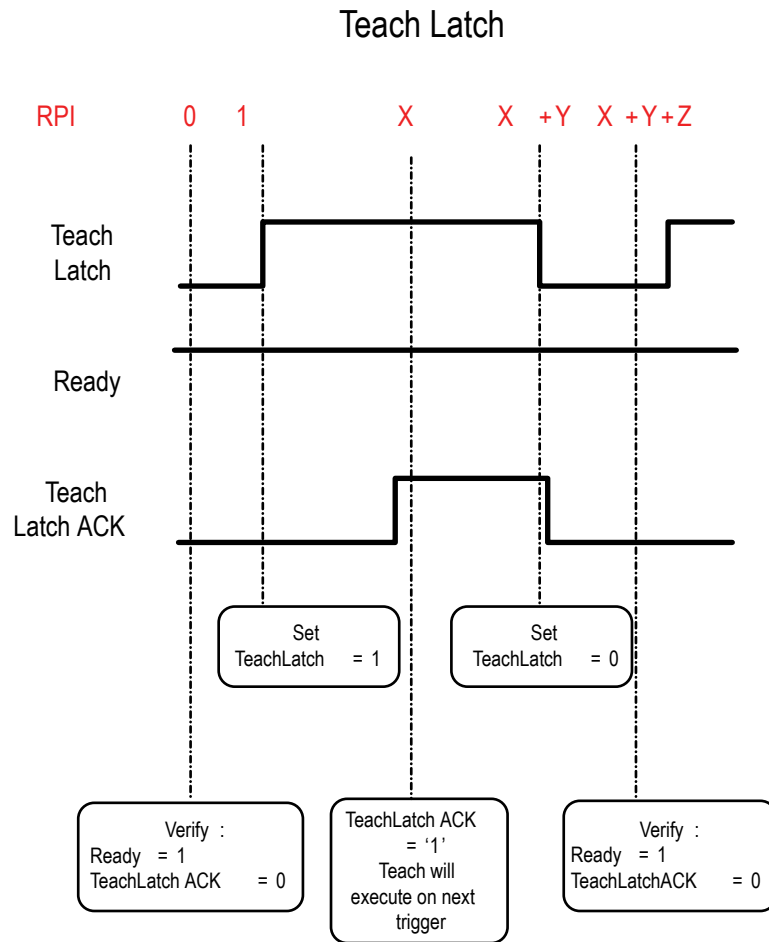 Teach Latch
RPI 0 1 X X +Y X +Y+Z
Teach
Latch
Ready
Teach
Latch ACK
Set
TeachLatch = 1
Set
TeachLatch = 0
Verify :
Ready = 1
TeachLatch ACK = 0
TeachLatch ACK
= ‘1’
Teach will
execute on next
trigger
Verify :
Ready = 1
TeachLatchACK = 0